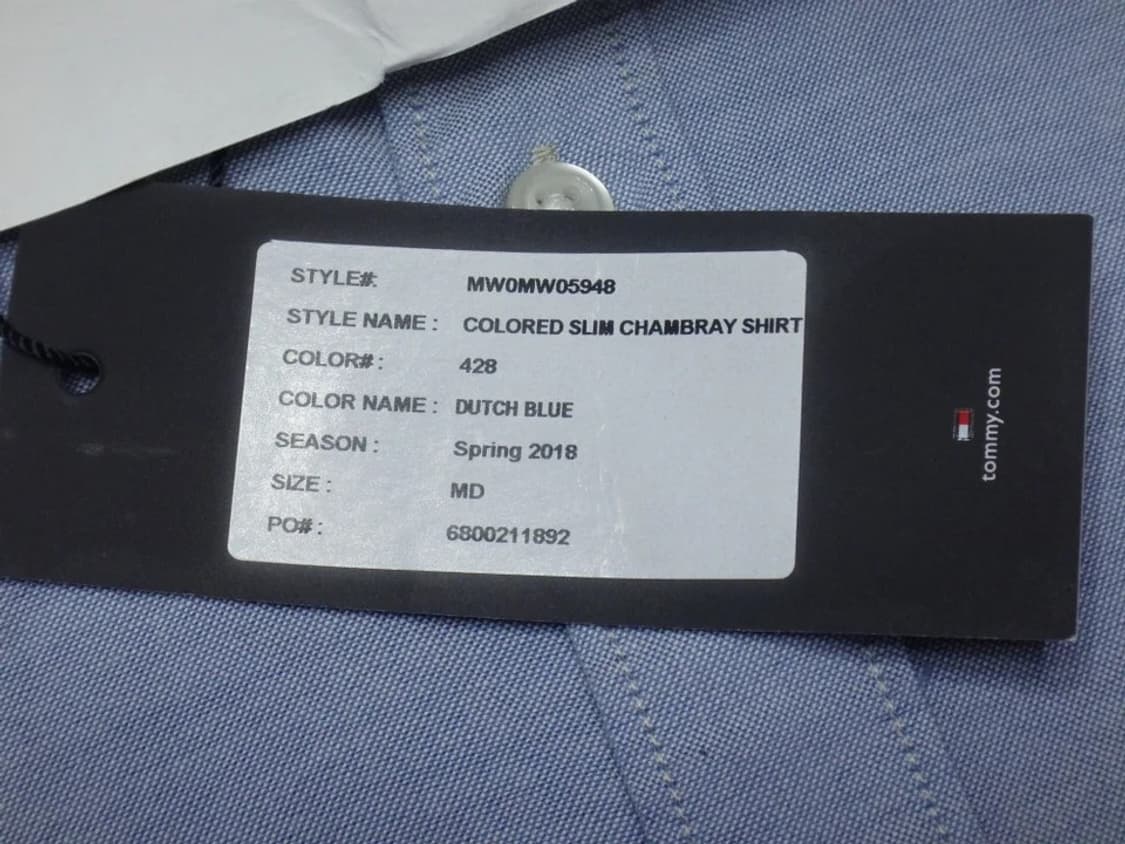 STYLE#: MW0MW05948
STYLE NAME : COLORED SLIM CHAMBRAY SHIRT
COLOR# : 428
COLOR NAME : DUTCH BLUE
SEASON : Spring 2018
SIZE : MD
PO# : 6800211892
tommy.com